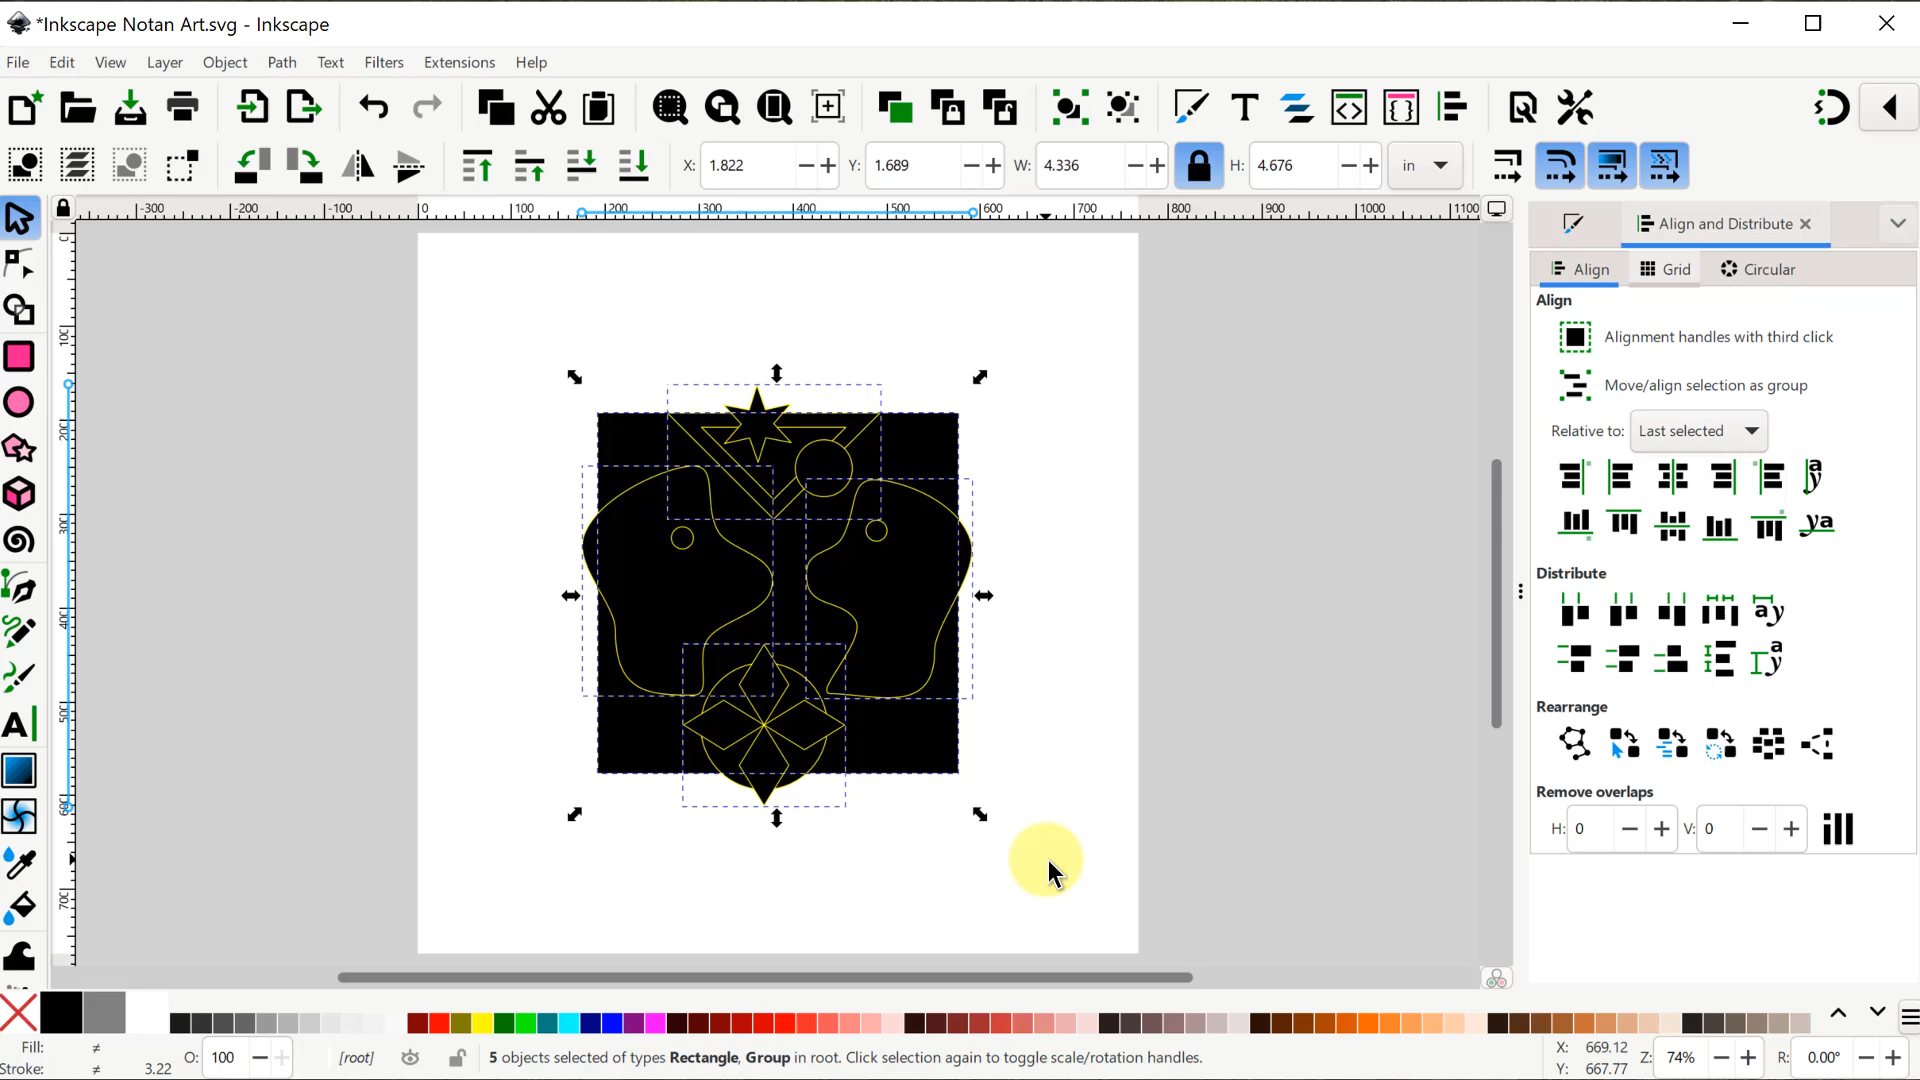 *Inkscape Notan Art.svg - Inkscape
File Edit View Layer Object Path Text Filters Extensions Help
X: 1.822 Y: 1.689 W: 4.336 H: 4.676 in
-300 -200 -100 0 100 200 300 400 500 600 700 800 900 1000 1100
Align and Distribute
Align Grid Circular
Align
Alignment handles with third click
Move/align selection as group
Relative to: Last selected
Distribute
Rearrange
Remove overlaps
H: 0 V: 0
Fill: ≠
Stroke: ≠ 3.22
O: 100
[root]
5 objects selected of types Rectangle, Group in root. Click selection again to toggle scale/rotation handles.
X: 669.12
Y: 667.77
Z: 74%
R: 0.00°